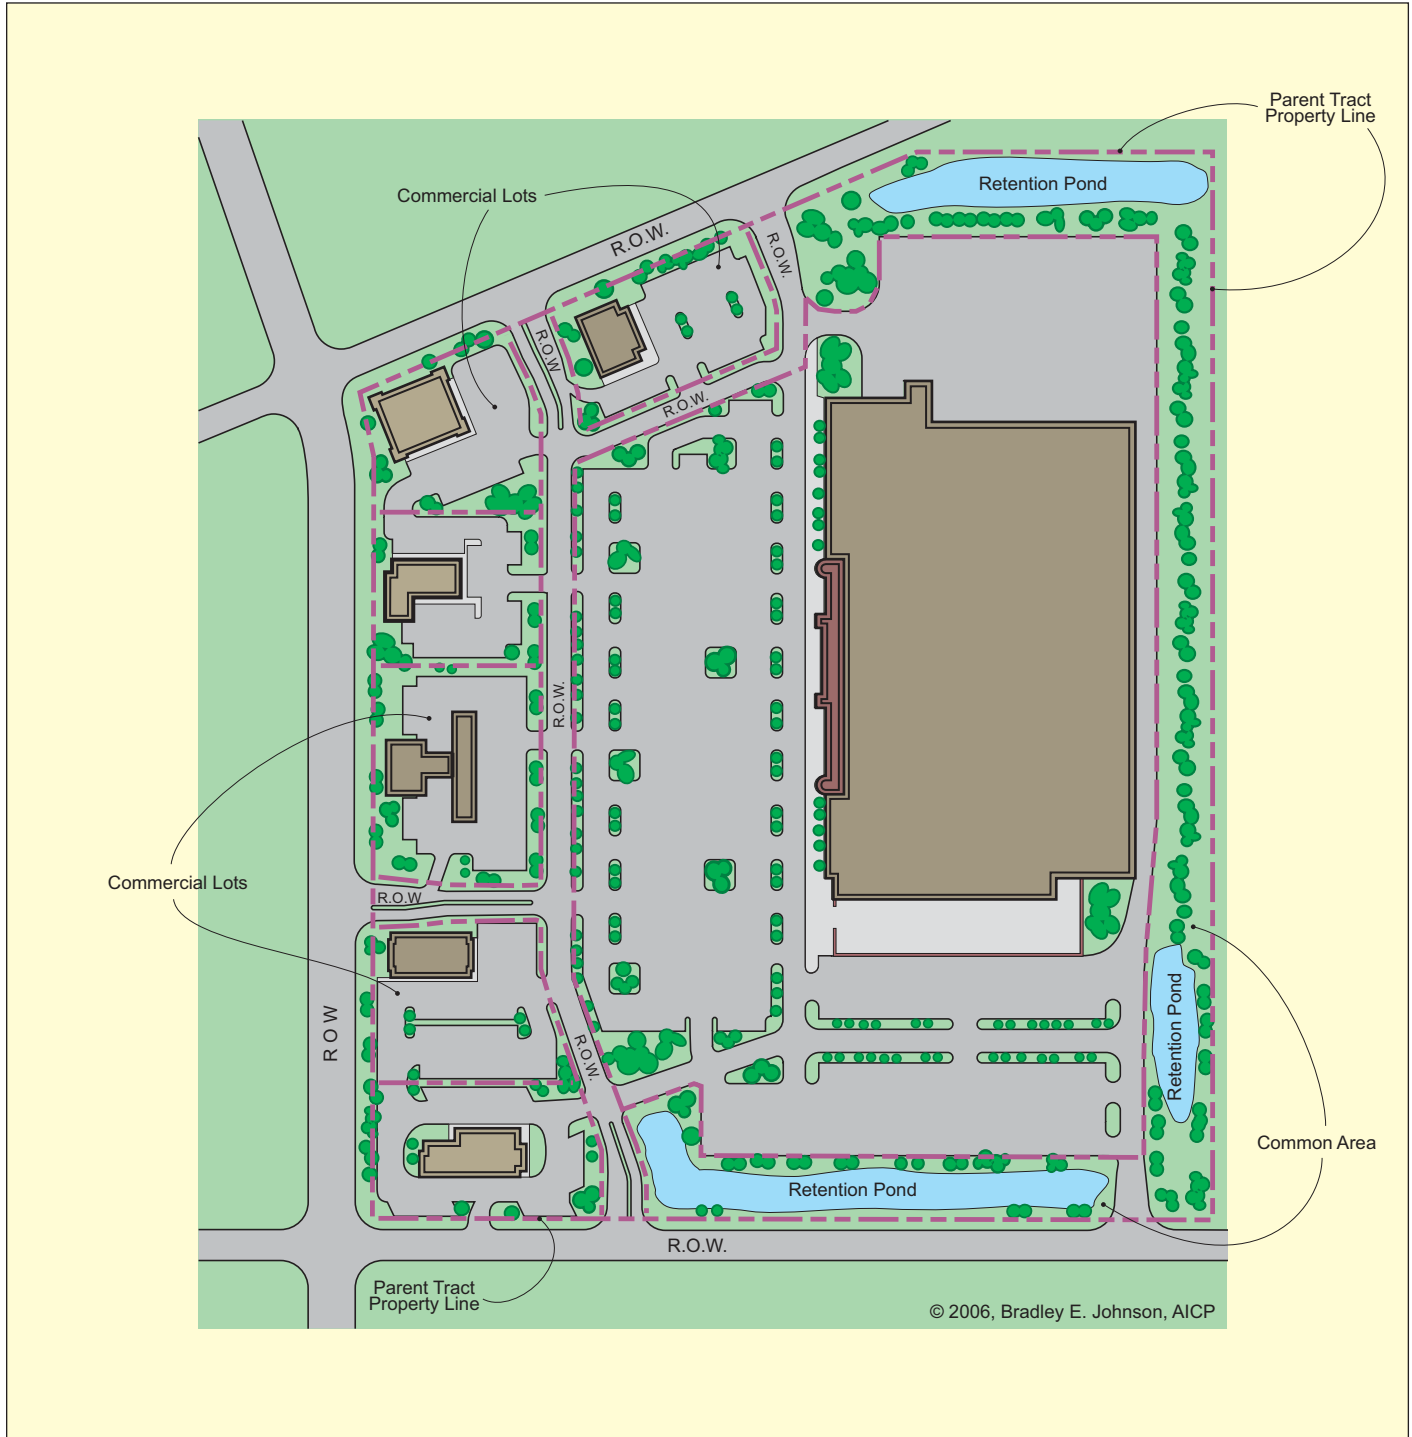 Parent Tract
Property Line
Retention Pond
Commercial Lots
R.O.W.
R.O.W.
R.O.W
R.O.W.
R.O.W.
Commercial Lots
R.O.W
R O W
R.O.W.
Retention Pond
Common Area
Retention Pond
R.O.W.
Parent Tract
Property Line
© 2006, Bradley E. Johnson, AICP